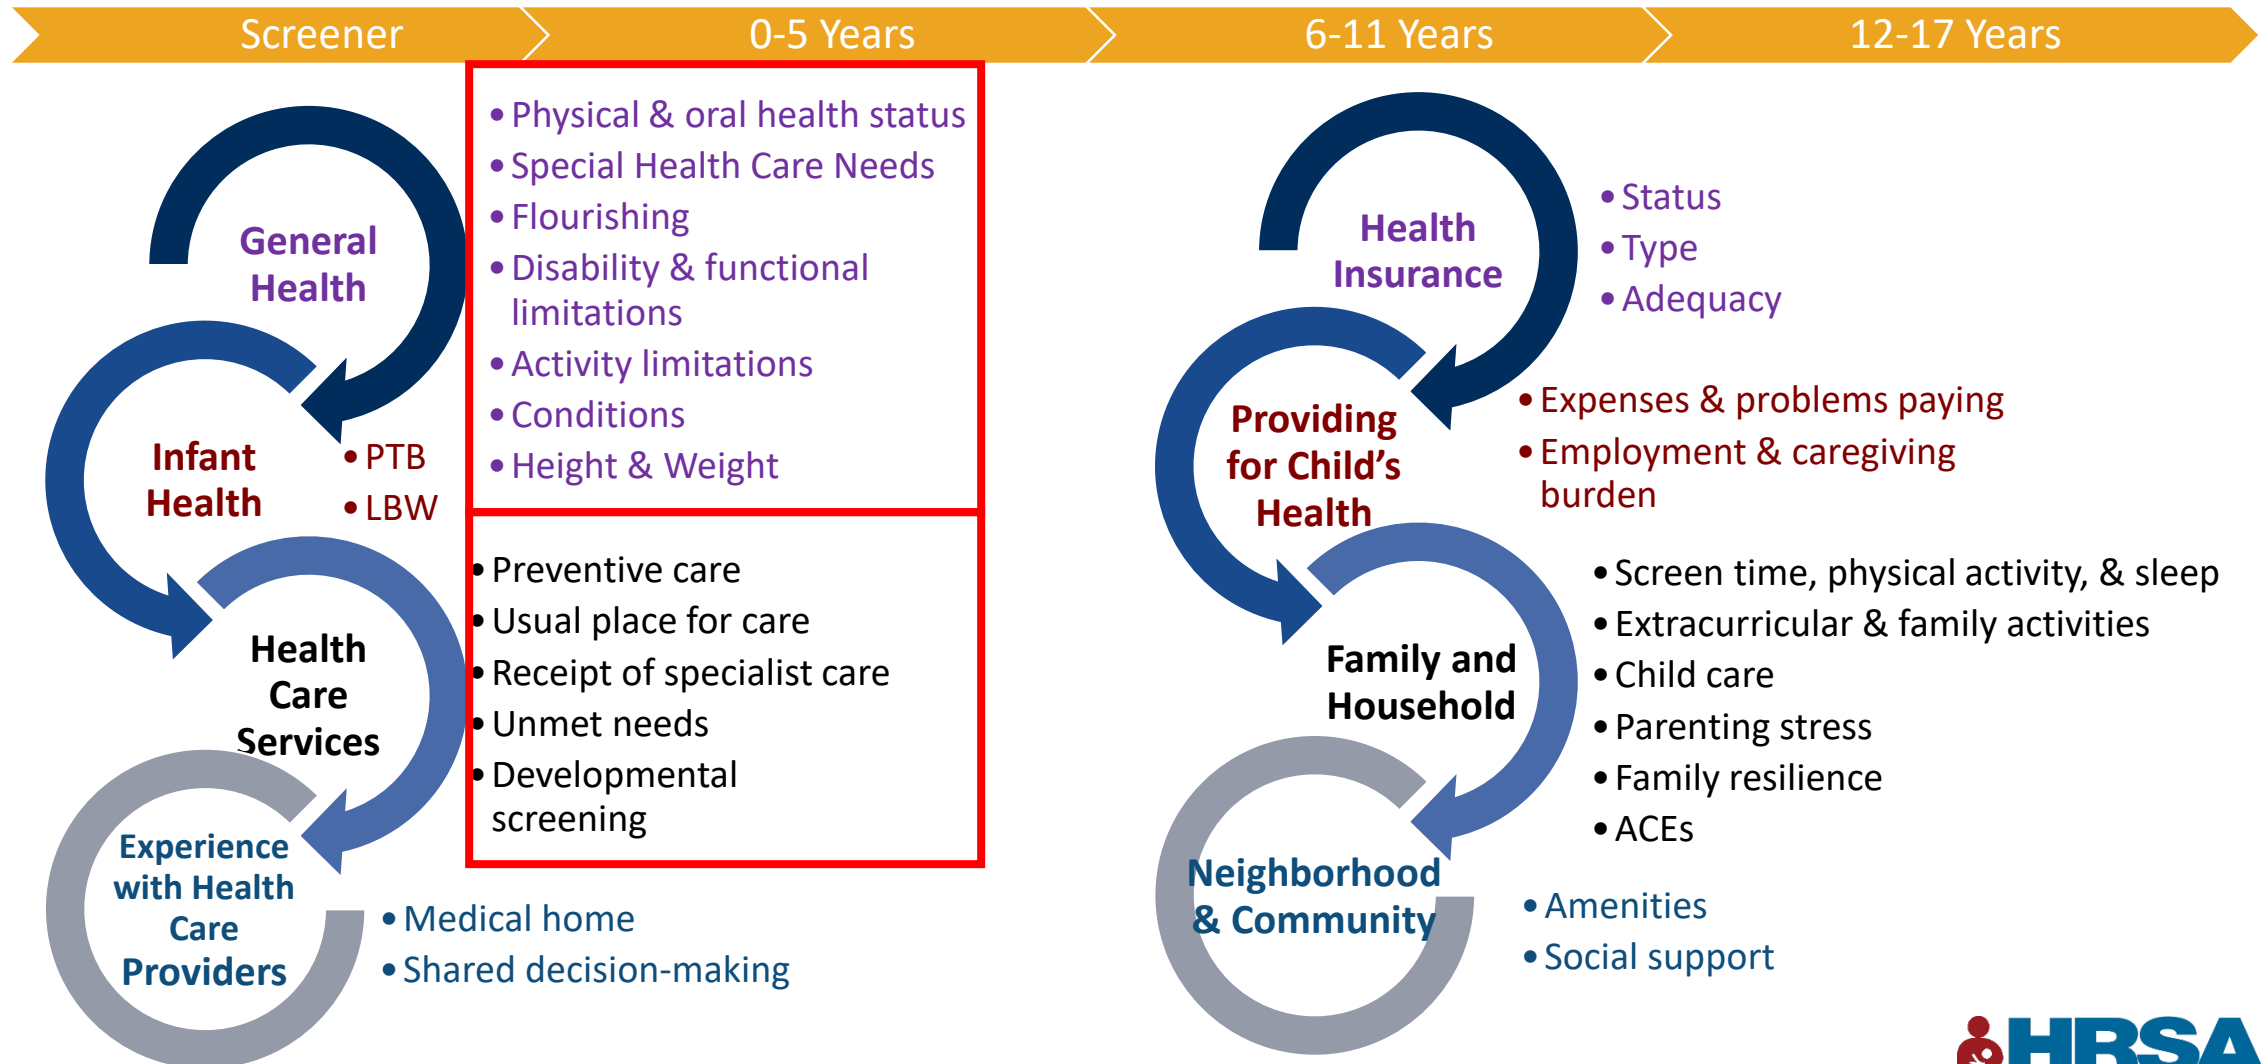 Screener
0-5 Years
6-11 Years
12-17 Years
General
Health
• Physical & oral health status
• Special Health Care Needs
• Flourishing
• Disability & functional
limitations
• Activity limitations
• Conditions
• Height & Weight
Infant
Health
• PTB
• LBW
Health
Care
Services
• Preventive care
• Usual place for care
• Receipt of specialist care
• Unmet needs
• Developmental
screening
Experience
with Health
Care
Providers
• Medical home
• Shared decision-making
Health
Insurance
• Status
• Type
• Adequacy
Providing
for Child’s
Health
• Expenses & problems paying
• Employment & caregiving
burden
Family and
Household
• Screen time, physical activity, & sleep
• Extracurricular & family activities
• Child care
• Parenting stress
• Family resilience
• ACEs
Neighborhood
& Community
• Amenities
• Social support
HRSA